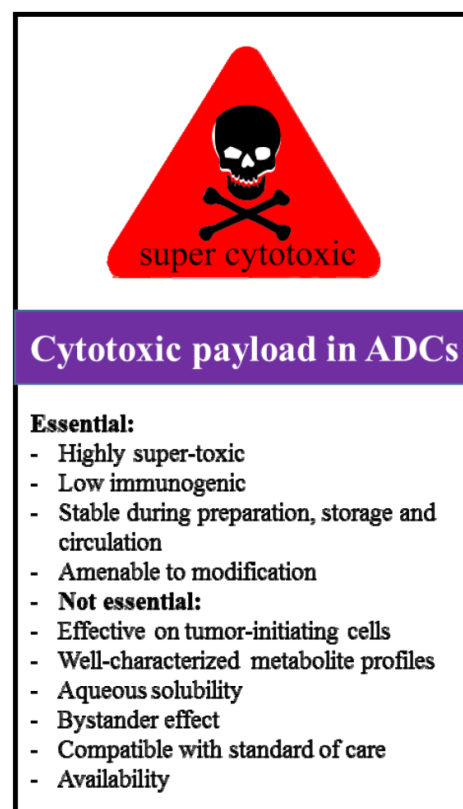 super cytotoxic
Cytotoxic payload in ADCs
Essential:
- Highly super-toxic
- Low immunogenic
- Stable during preparation, storage and
circulation
- Amenable to modification
- Not essential:
- Effective on tumor-initiating cells
- Well-characterized metabolite profiles
- Aqueous solubility
- Bystander effect
- Compatible with standard of care
- Availability